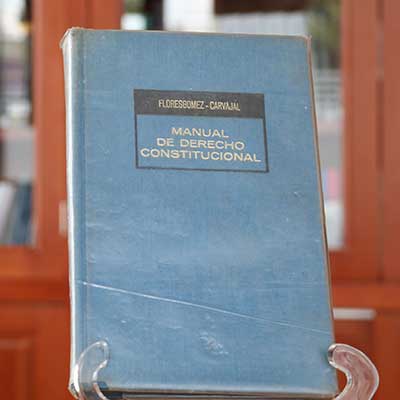 FLORESGOMEZ - CARVAJAL
MANUAL
DE DERECHO
CONSTITUCIONAL